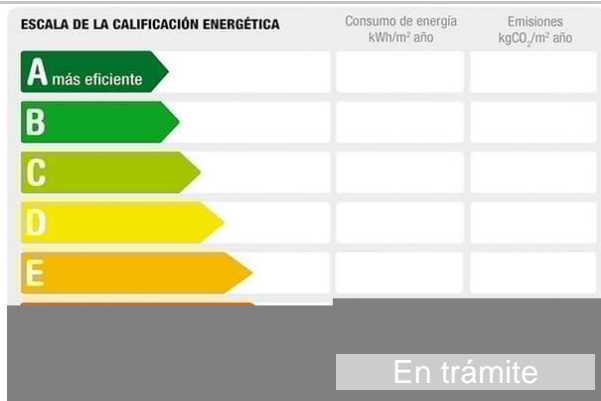 ESCALA DE LA CALIFICACIÓN ENERGÉTICA
Consumo de energía
kWh/m² año
Emisiones
kgCO₂/m² año
A más eficiente
B
C
D
E
En trámite